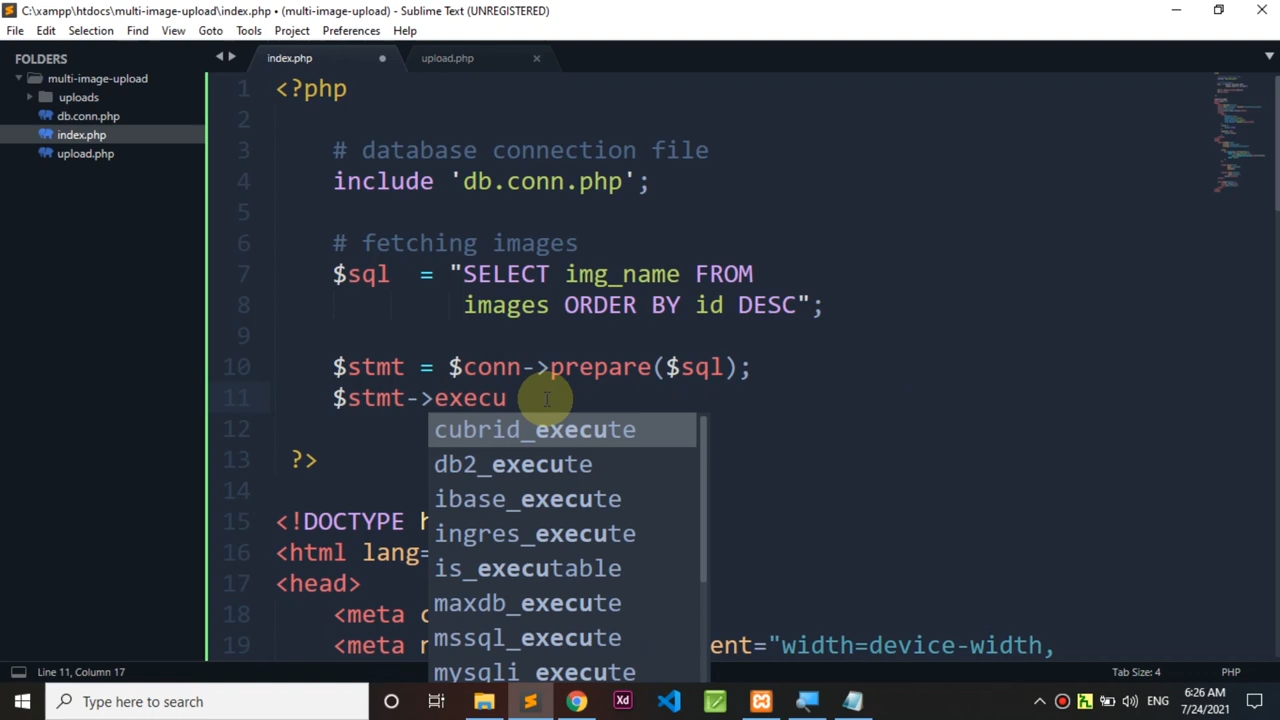 C:\xampp\htdocs\multi-image-upload\index.php • (multi-image-upload) - Sublime Text (UNREGISTERED)
File Edit Selection Find View Goto Tools Project Preferences Help
FOLDERS
multi-image-upload
uploads
db.conn.php
index.php
upload.php
index.php upload.php
1 <?php
2
3 # database connection file
4 include 'db.conn.php';
5
6 # fetching images
7 $sql = "SELECT img_name FROM
8 images ORDER BY id DESC";
9
10 $stmt = $conn->prepare($sql);
11 $stmt->execu
12
13 ?>
14
15 <!DOCTYPE h
16 <html lang=
17 <head>
18 <meta c
19 <meta n ent="width=device-width,
cubrid_execute
db2_execute
ibase_execute
ingres_execute
is_executable
maxdb_execute
mssql_execute
mysqli_execute
Line 11, Column 17 Tab Size: 4 PHP
Type here to search
ENG
6:26 AM
7/24/2021